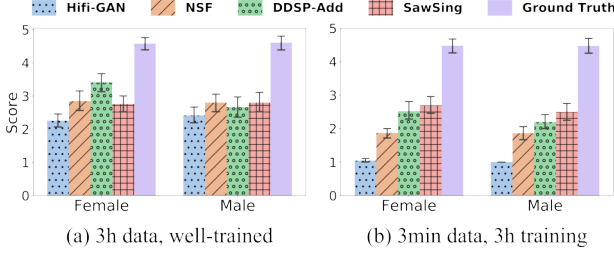 Hifi-GAN NSF DDSP-Add SawSing Ground Truth
5
4
3
2
1
0
Score
Female Male
(a) 3h data, well-trained
5
4
3
2
1
0
Female Male
(b) 3min data, 3h training